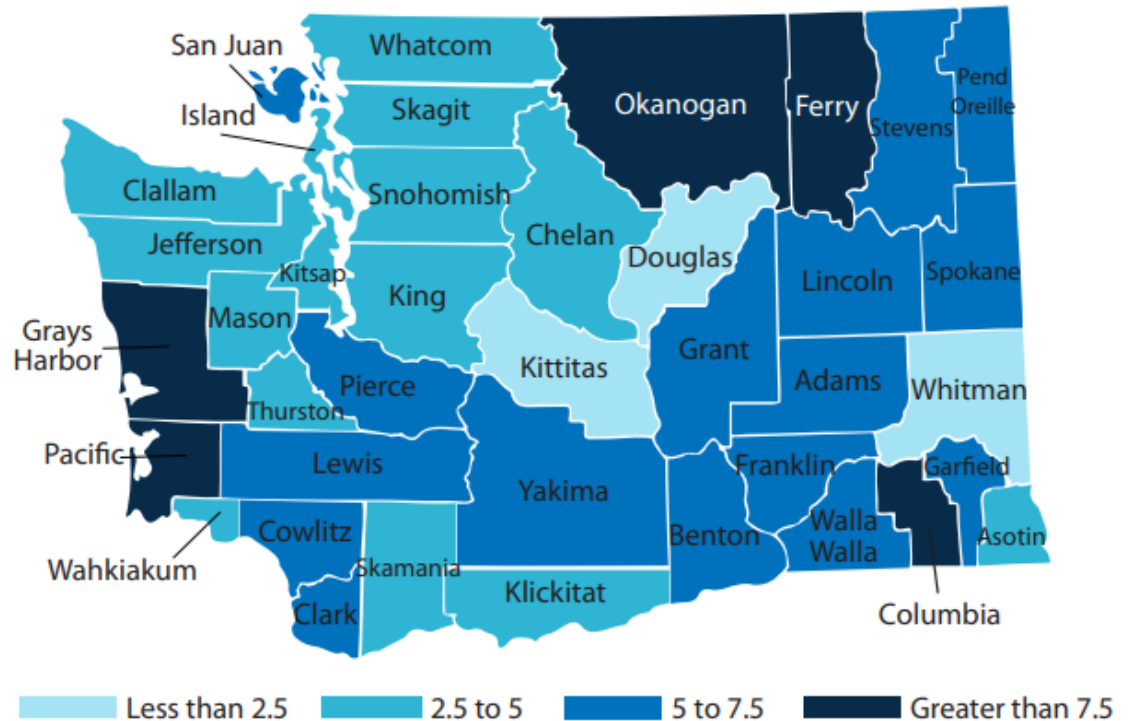 San Juan
Whatcom
Island
Skagit
Okanogan
Ferry
Stevens
Pend
Oreille
Clallam
Snohomish
Jefferson
Chelan
Douglas
Kitsap
King
Lincoln
Spokane
Mason
Grays
Harbor
Kittitas
Grant
Pierce
Adams
Whitman
Thurston
Pacific
Lewis
Yakima
Franklin
Garfield
Cowlitz
Benton
Walla
Walla
Asotin
Wahkiakum
Skamania
Klickitat
Clark
Columbia
Less than 2.5
2.5 to 5
5 to 7.5
Greater than 7.5